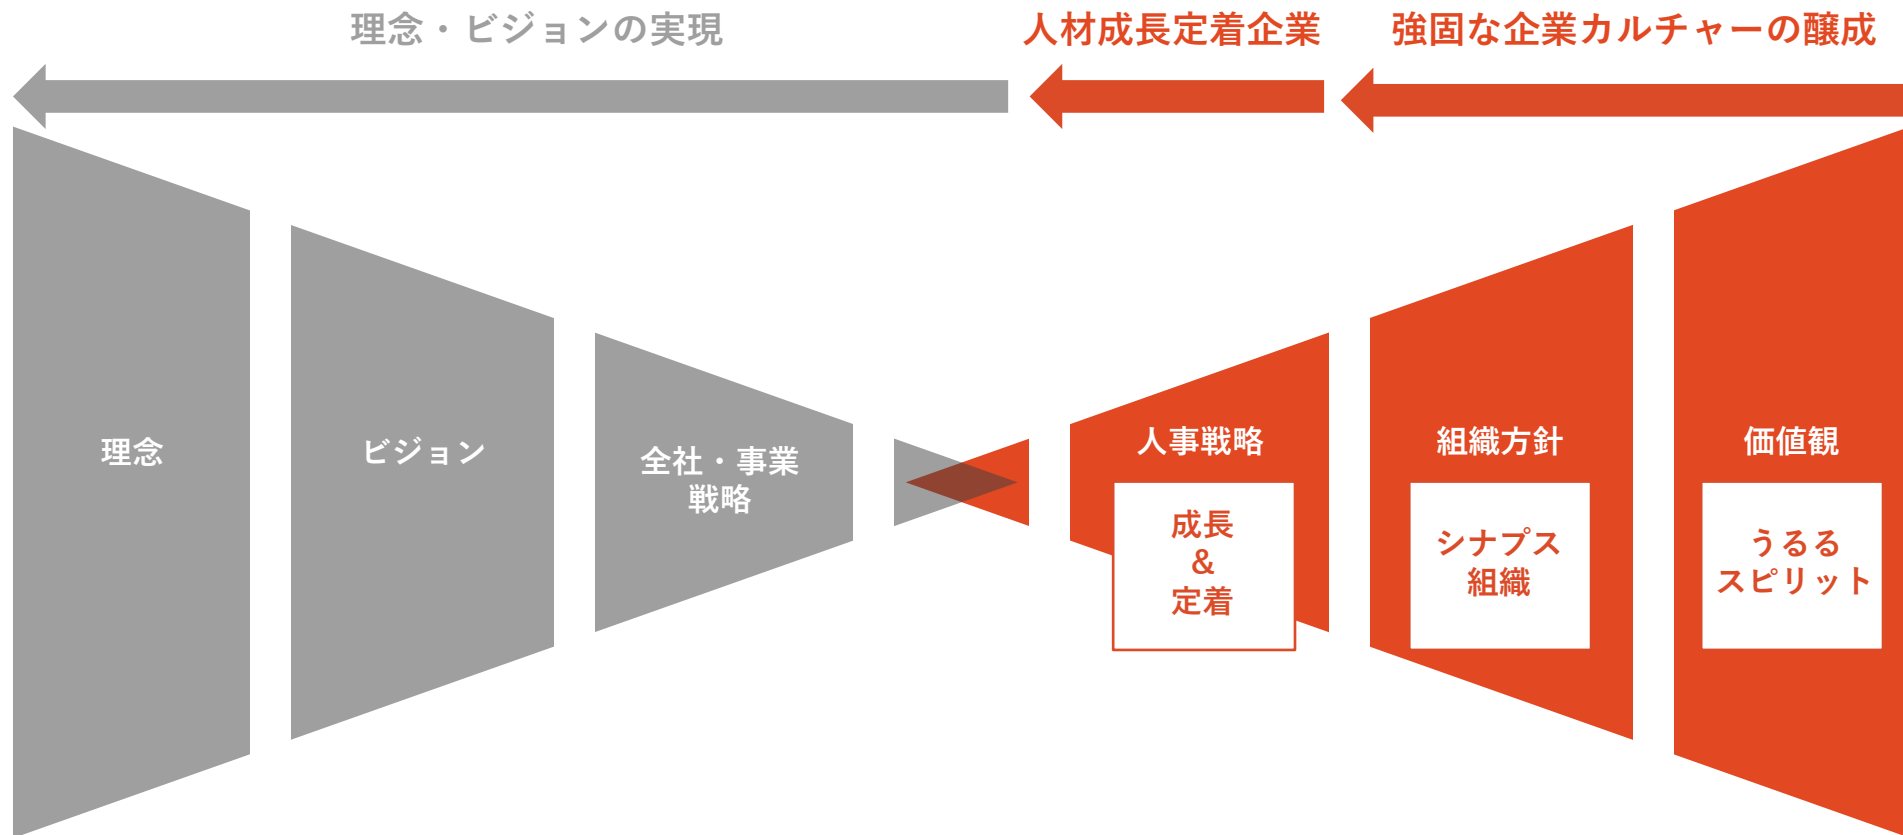 理念・ビジョンの実現
人材成長定着企業
強固な企業カルチャーの醸成
理念
ビジョン
全社・事業
戦略
人事戦略
成長
&
定着
組織方針
シナプス
組織
価値観
うるる
スピリット